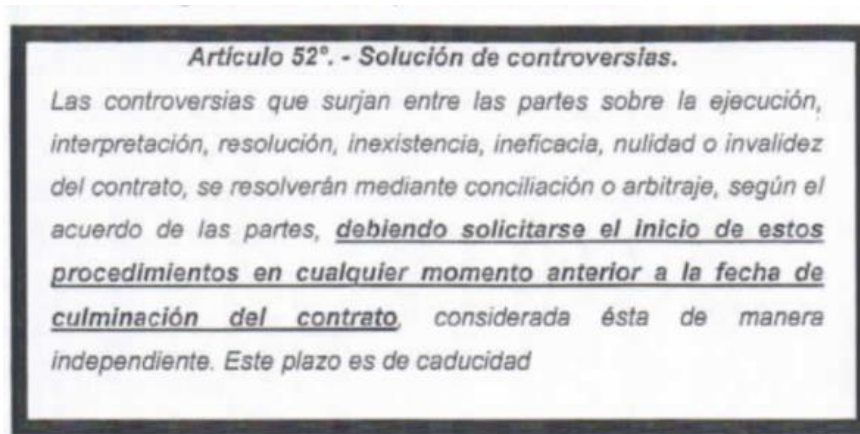 Artículo 52°. - Solución de controversias.
Las controversias que surjan entre las partes sobre la ejecución,
interpretación, resolución, inexistencia, ineficacia, nulidad o invalidez
del contrato, se resolverán mediante conciliación o arbitraje, según el
acuerdo de las partes, debiendo solicitarse el inicio de estos
procedimientos en cualquier momento anterior a la fecha de
culminación del contrato, considerada ésta de manera
independiente. Este plazo es de caducidad